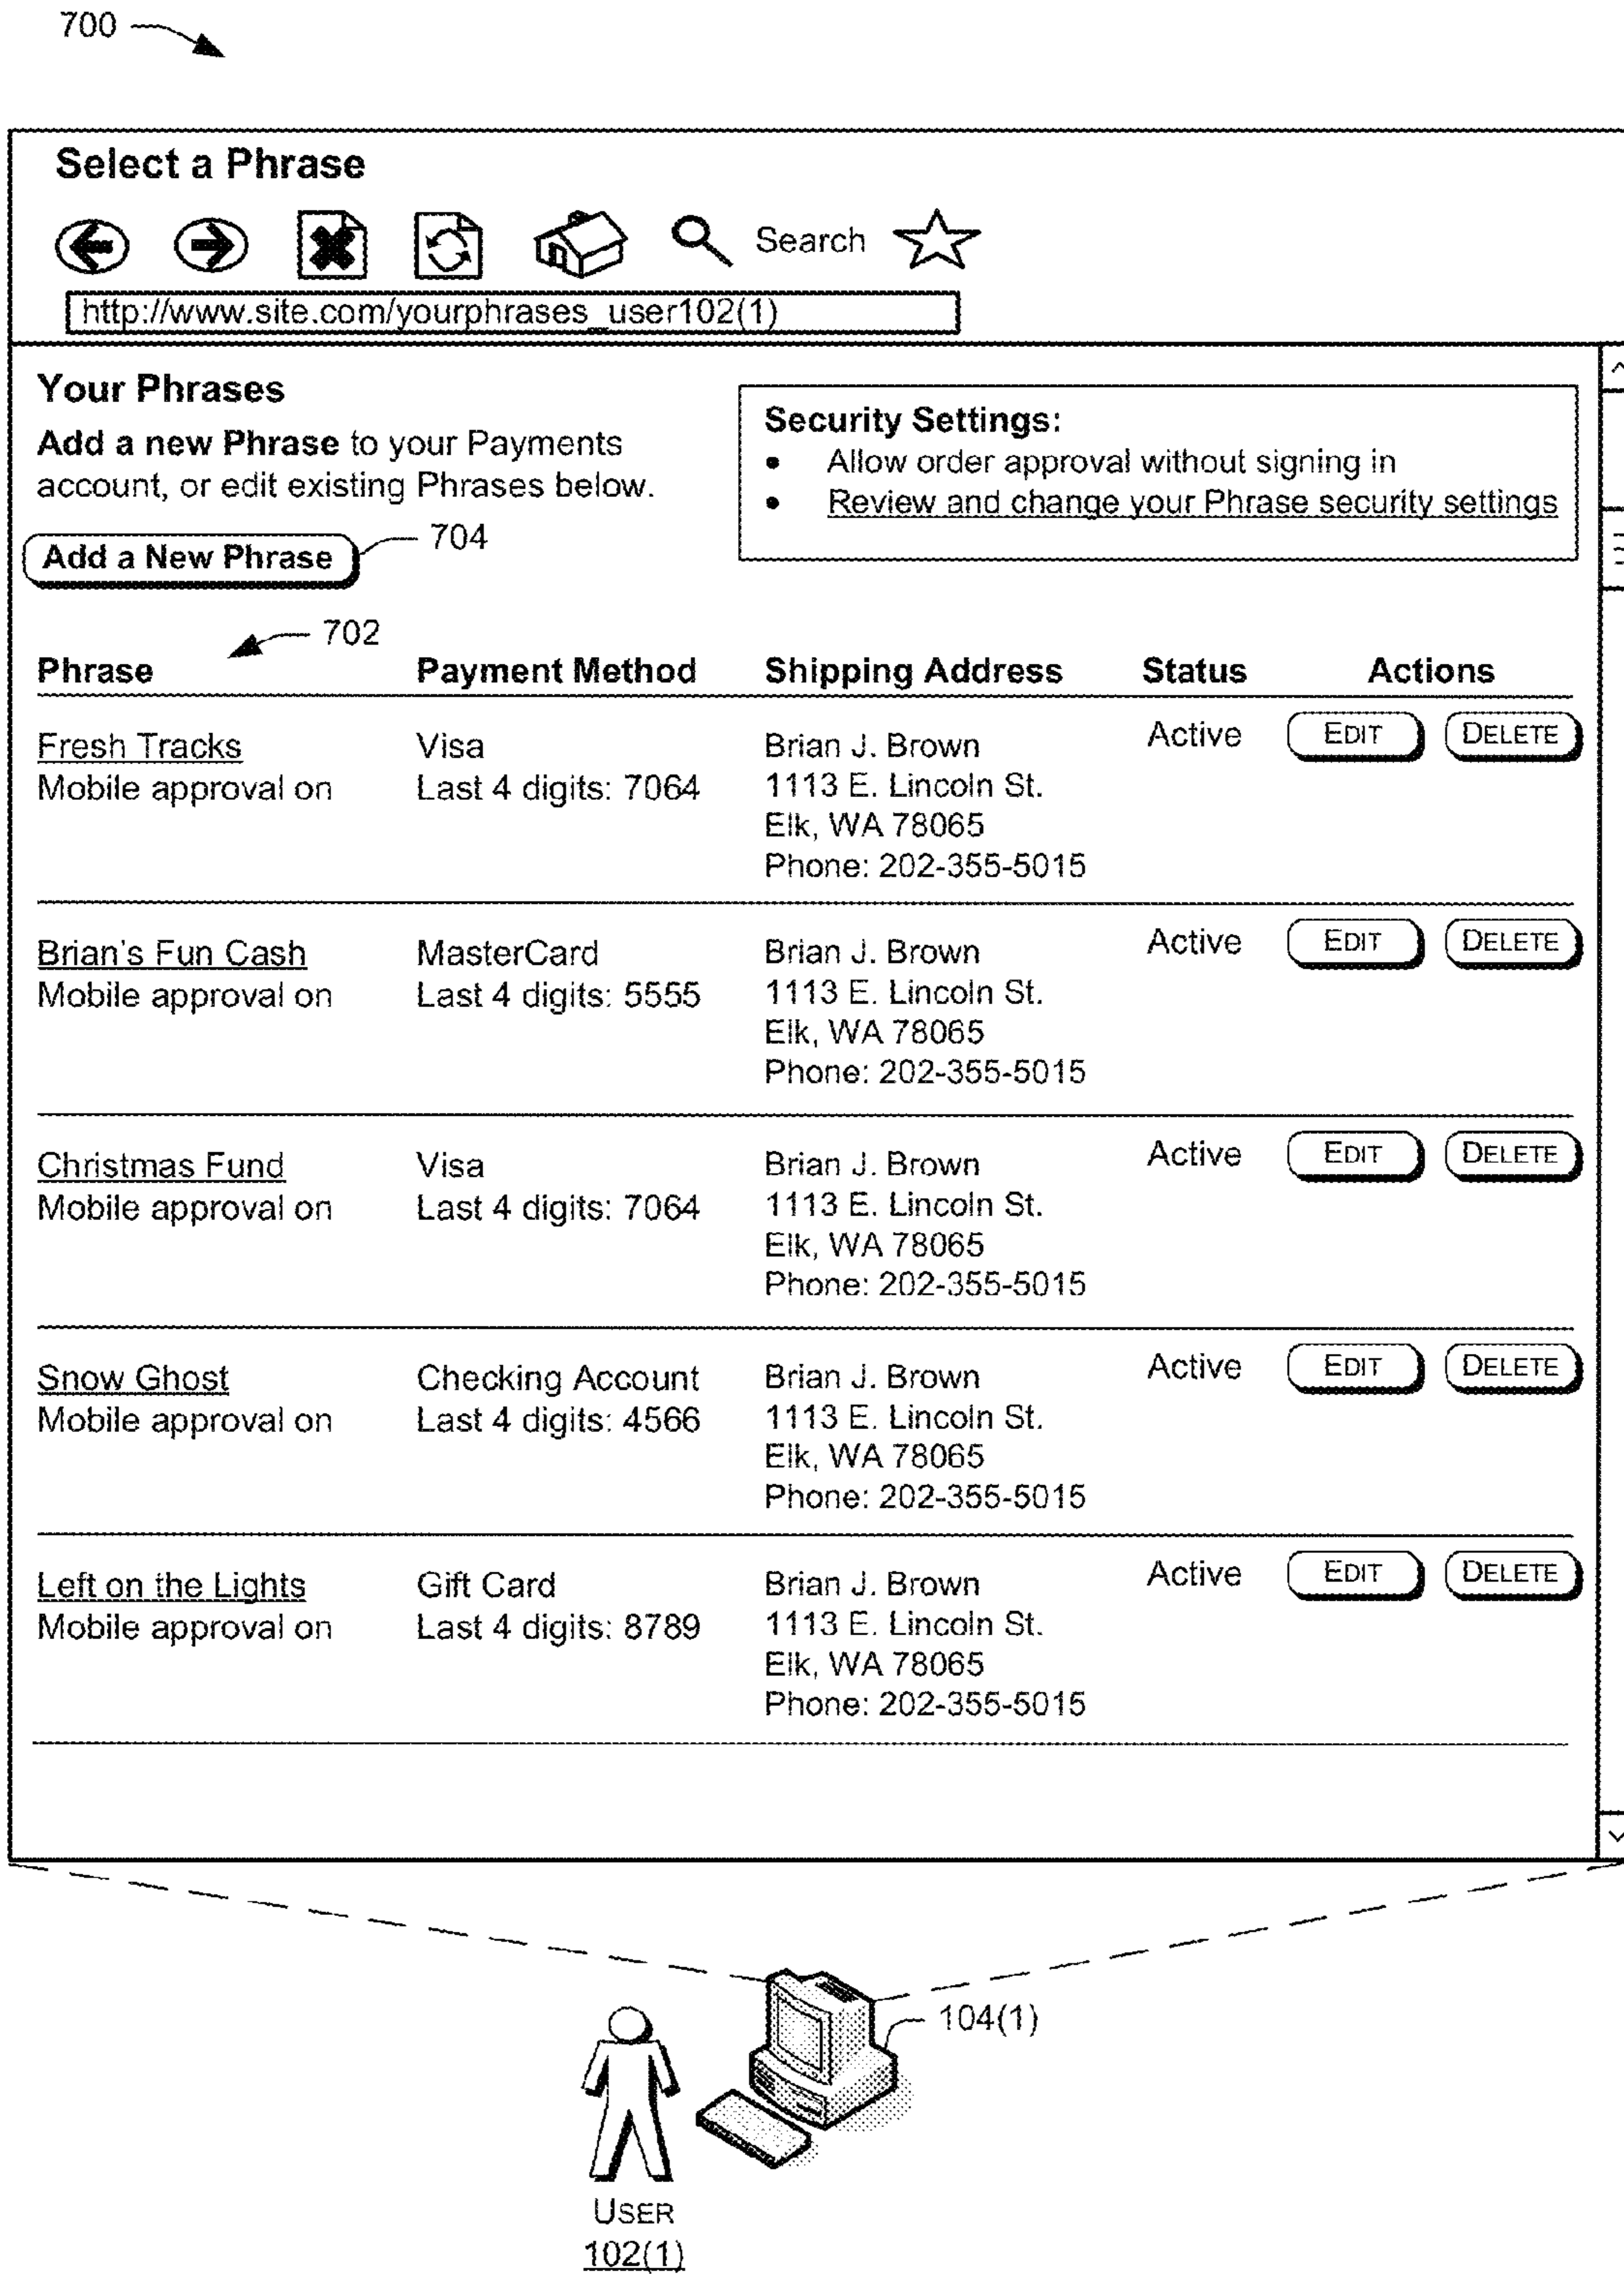 700
Select a Phrase
Search
http://www.site.com/yourphrases_user102(1)
Your Phrases
Add a new Phrase to your Payments
account, or edit existing Phrases below.
Add a New Phrase
704
Security Settings:
• Allow order approval without signing in
• Review and change your Phrase security settings
702
Phrase Payment Method Shipping Address Status Actions
Fresh Tracks Visa Brian J. Brown Active EDIT DELETE
Mobile approval on Last 4 digits: 7064 1113 E. Lincoln St.
Elk, WA 78065
Phone: 202-355-5015
Brian's Fun Cash MasterCard Brian J. Brown Active EDIT DELETE
Mobile approval on Last 4 digits: 5555 1113 E. Lincoln St.
Elk, WA 78065
Phone: 202-355-5015
Christmas Fund Visa Brian J. Brown Active EDIT DELETE
Mobile approval on Last 4 digits: 7064 1113 E. Lincoln St.
Elk, WA 78065
Phone: 202-355-5015
Snow Ghost Checking Account Brian J. Brown Active EDIT DELETE
Mobile approval on Last 4 digits: 4566 1113 E. Lincoln St.
Elk, WA 78065
Phone: 202-355-5015
Left on the Lights Gift Card Brian J. Brown Active EDIT DELETE
Mobile approval on Last 4 digits: 8789 1113 E. Lincoln St.
Elk, WA 78065
Phone: 202-355-5015
104(1)
USER
102(1)